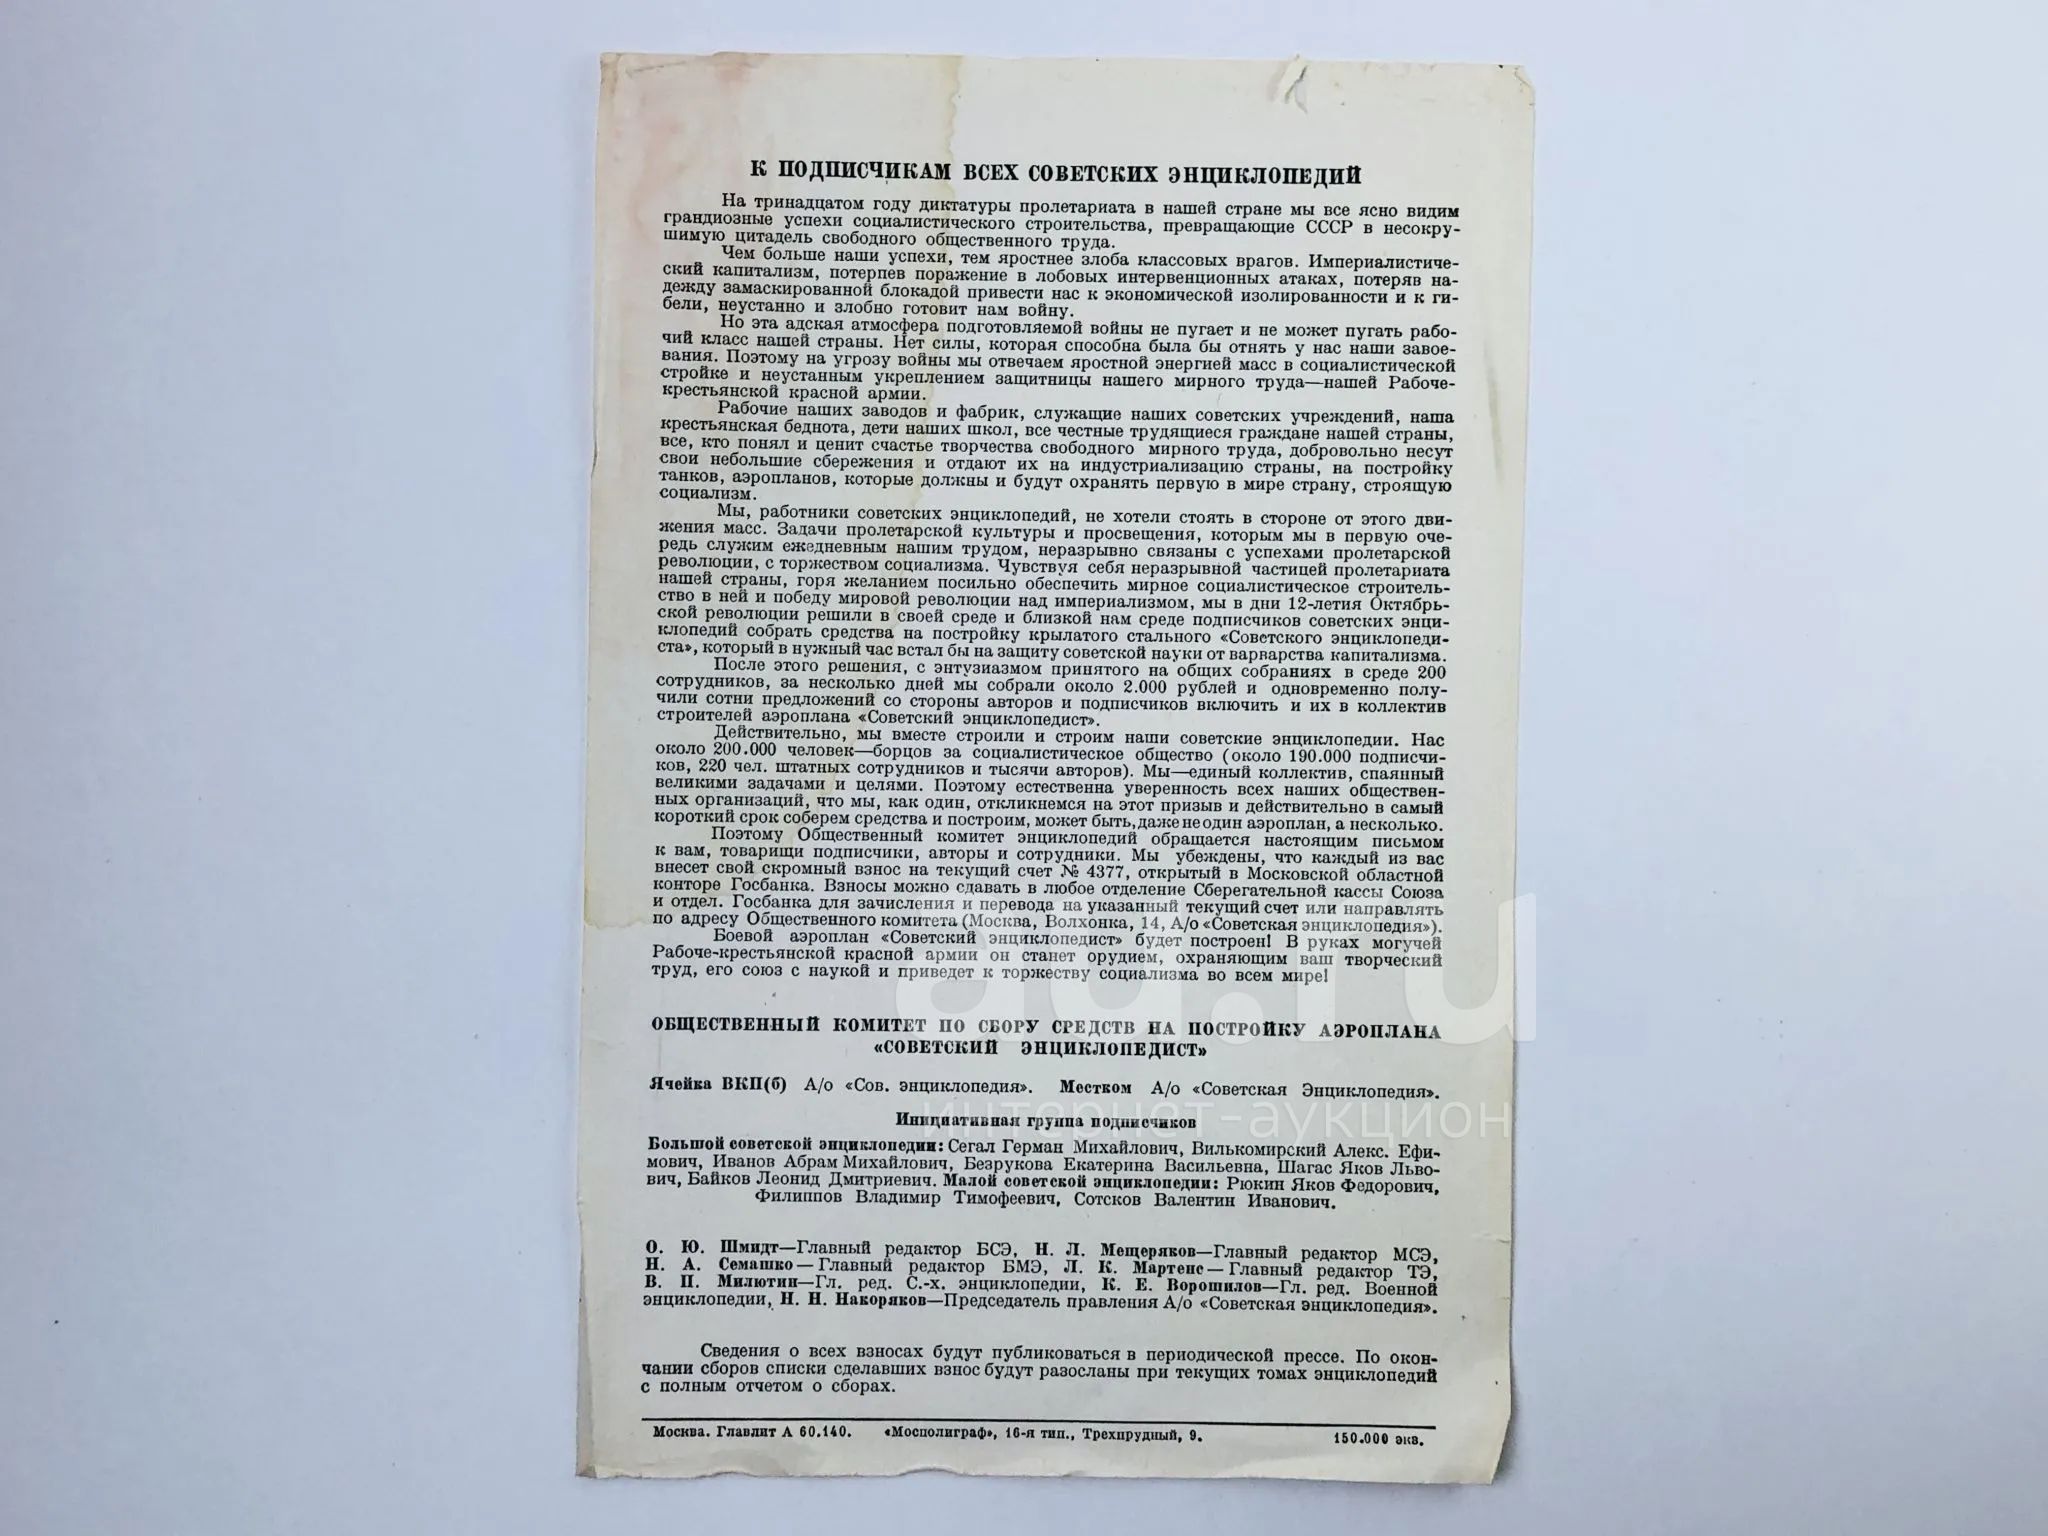 К ПОДПИСЧИКАМ ВСЕХ СОВЕТСКИХ ЭНЦИКЛОПЕДИЙ
На тринадцатом году диктатуры пролетариата в нашей стране мы все ясно видим
грандиозные успехи социалистического строительства, превращающие СССР в несокру-
шимую цитадель свободного общественного труда.
Чем больше наши успехи, тем яростнее злоба классовых врагов. Империалистиче-
ский капитализм, потерпев поражение в лобовых интервенционных атаках, потеряв на-
дежду замаскированной блокадой привести нас к экономической изолированности и к ги-
бели, неустанно и злобно готовит нам войну.
Но эта адская атмосфера подготовляемой войны не пугает и не может пугать рабо-
чий класс нашей страны. Нет силы, которая способна была бы отнять у нас наши завое-
вания. Поэтому на угрозу войны мы отвечаем яростной энергией масс в социалистической
стройке и неустанным укреплением защитницы нашего мирного труда—нашей Рабоче-
крестьянской красной армии.
Рабочие наших заводов и фабрик, служащие наших советских учреждений, наша
крестьянская беднота, дети наших школ, все честные трудящиеся граждане нашей страны,
все, кто понял и ценит счастье творчества свободного мирного труда, добровольно несут
свои небольшие сбережения и отдают их на индустриализацию страны, на постройку
танков, аэропланов, которые должны и будут охранять первую в мире страну, строящую
социализм.
Мы, работники советских энциклопедий, не хотели стоять в стороне от этого дви-
жения масс. Задачи пролетарской культуры и просвещения, которым мы в первую оче-
редь служим ежедневным нашим трудом, неразрывно связаны с успехами пролетарской
революции, с торжеством социализма. Чувствуя себя неразрывной частицей пролетариата
нашей страны, горя желанием посильно обеспечить мирное социалистическое строитель-
ство в ней и победу мировой революции над империализмом, мы в дни 12-летия Октябрь-
ской революции решили в своей среде и близкой нам среде подписчиков советских энци-
клопедий собрать средства на постройку крылатого стального «Советского энциклопеди-
ста», который в нужный час встал бы на защиту советской науки от варварства капитализма.
После этого решения, с энтузиазмом принятого на общих собраниях в среде 200
сотрудников, за несколько дней мы собрали около 2.000 рублей и одновременно полу-
чили сотни предложений со стороны авторов и подписчиков включить и их в коллектив
строителей аэроплана «Советский энциклопедист».
Действительно, мы вместе строили и строим наши советские энциклопедии. Нас
около 200.000 человек—борцов за социалистическое общество (около 190.000 подписчи-
ков, 220 чел. штатных сотрудников и тысячи авторов). Мы—единый коллектив, спаянный
великими задачами и целями. Поэтому естественна уверенность всех наших обществен-
ных организаций, что мы, как один, откликнемся на этот призыв и действительно в самый
короткий срок соберем средства и построим, может быть, даже не один аэроплан, а несколько.
Поэтому Общественный комитет энциклопедий обращается настоящим письмом
к вам, товарищи подписчики, авторы и сотрудники. Мы убеждены, что каждый из вас
внесет свой скромный взнос на текущий счет № 4377, открытый в Московской областной
конторе Госбанка. Взносы можно сдавать в любое отделение Сберегательной кассы Союза
и отдел. Госбанка для зачисления и перевода на указанный текущий счет или направлять
по адресу Общественного комитета (Москва, Волхонка, 14, А/о «Советская энциклопедия»).
Боевой аэроплан «Советский энциклопедист» будет построен! В руках могучей
Рабоче-крестьянской красной армии он станет орудием, охраняющим ваш творческий
труд, его союз с наукой и приведет к торжеству социализма во всем мире!
ОБЩЕСТВЕННЫЙ КОМИТЕТ ПО СБОРУ СРЕДСТВ НА ПОСТРОЙКУ АЭРОПЛАНА
«СОВЕТСКИЙ ЭНЦИКЛОПЕДИСТ»
Ячейка ВКП(б) А/о «Сов. энциклопедия». Местком А/о «Советская Энциклопедия».
Инициативная группа подписчиков
Большой советской энциклопедии: Сегал Герман Михайлович, Вилькомирский Алекс. Ефи-
мович, Иванов Абрам Михайлович, Безрукова Екатерина Васильевна, Шагас Яков Льво-
вич, Байков Леонид Дмитриевич. Малой советской энциклопедии: Рюкин Яков Федорович,
Филиппов Владимир Тимофеевич, Сотсков Валентин Иванович.
О. Ю. Шмидт—Главный редактор БСЭ, Н. Л. Мещеряков—Главный редактор МСЭ,
Н. А. Семашко—Главный редактор БМЭ, Л. К. Мартенс—Главный редактор ТЭ,
В. П. Милютин—Гл. ред. С.-х. энциклопедии, К. Е. Ворошилов—Гл. ред. Военной
энциклопедии, Н. Н. Накоряков—Председатель правления А/о «Советская энциклопедия».
Сведения о всех взносах будут публиковаться в периодической прессе. По окон-
чании сборов списки сделавших взнос будут разосланы при текущих томах энциклопедий
с полным отчетом о сборах.
Москва. Главлит А 60.140. «Мосполиграф», 16-я тип., Трехпрудный, 9. 150.000 экз.
au.ru
интернет-аукцион